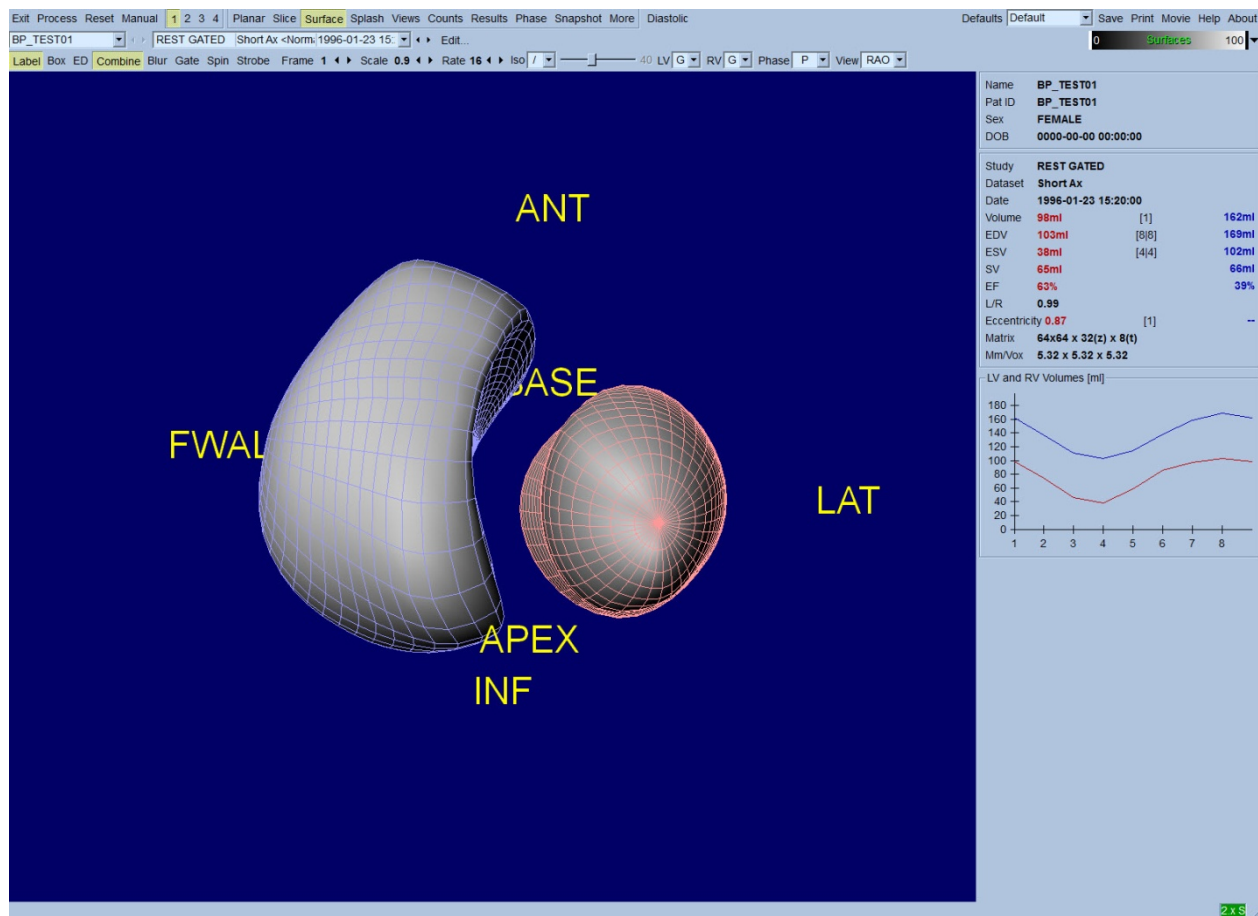 Exit Process Reset Manual 1 2 3 4 Planar Slice Surface Splash Views Counts Results Phase Snapshot More Diastolic Defaults Default Save Print Movie Help About
BP_TEST01 REST GATED Short Ax <Norm 1996-01-23 15: Edit... 0 Surfaces 100
Label Box ED Combine Blur Gate Spin Strobe Frame 1 Scale 0.9 Rate 16 Iso / 40 LV G RV G Phase P View RAO
Name BP_TEST01
Pat ID BP_TEST01
Sex FEMALE
DOB 0000-00-00 00:00:00
Study REST GATED
Dataset Short Ax
Date 1996-01-23 15:20:00
Volume 98ml [1] 162ml
EDV 103ml [8|8] 169ml
ESV 38ml [4|4] 102ml
SV 65ml 66ml
EF 63% 39%
L/R 0.99
Eccentricity 0.87 [1] --
Matrix 64x64 x 32(z) x 8(t)
Mm/Vox 5.32 x 5.32 x 5.32
LV and RV Volumes [ml]
180
160
140
120
100
80
60
40
20
0
1 2 3 4 5 6 7 8
ANT
BASE
FWAL
LAT
APEX
INF
2 x S